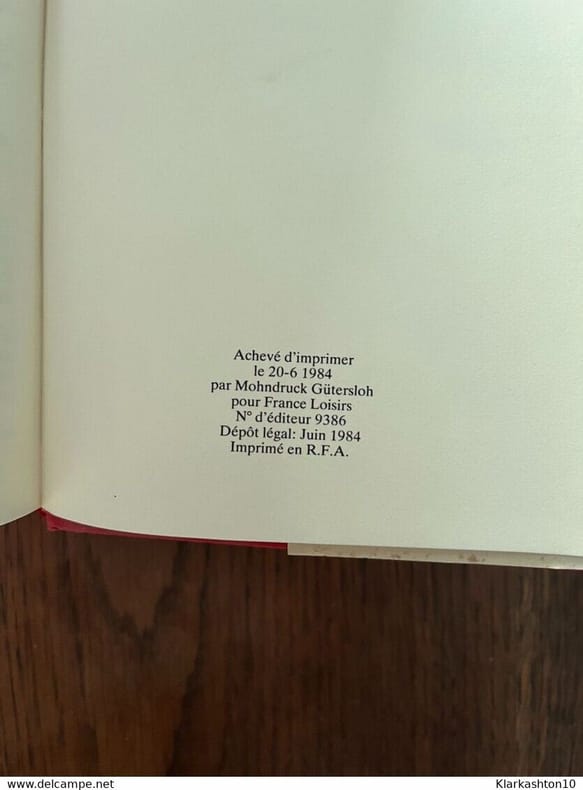 Achevé d'imprimer
le 20-6 1984
par Mohndruck Gütersloh
pour France Loisirs
N° d'éditeur 9386
Dépôt légal: Juin 1984
Imprimé en R.F.A.
www.delcampe.net
Klarkashton10